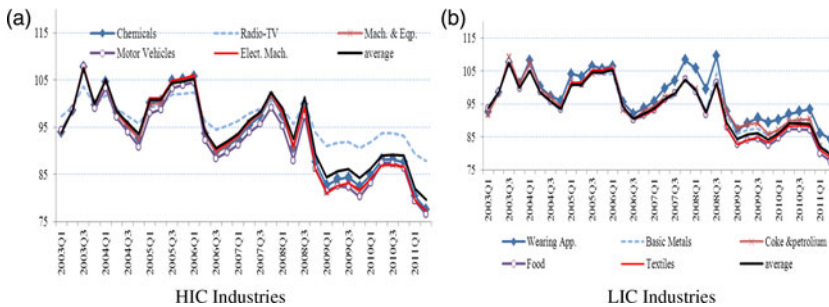 (a)
Chemicals Radio-TV Mach. & Eqp.
Motor Vehicles Elect. Mach. average
115
105
95
85
75
2003Q1 2003Q3 2004Q1 2004Q3 2005Q1 2005Q3 2006Q1 2006Q3 2007Q1 2007Q3 2008Q1 2008Q3 2009Q1 2009Q3 2010Q1 2010Q3 2011Q1
HIC Industries
(b)
115
105
95
85
75
2003Q1 2003Q3 2004Q1 2004Q3 2005Q1 2005Q3 2006Q1 2006Q3 2007Q1 2007Q3 2008Q1 2008Q3 2009Q1 2009Q3 2010Q1 2010Q3 2011Q1
Wearing App. Basic Metals Coke &petrolium
Food Textiles average
LIC Industries